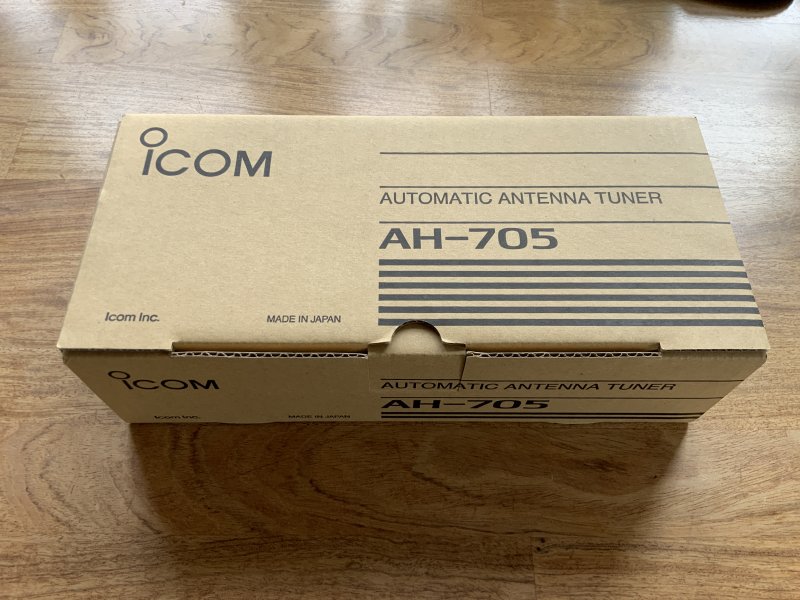 ICOM
AUTOMATIC ANTENNA TUNER
AH-705
Icom Inc.
MADE IN JAPAN
ICOM
AUTOMATIC ANTENNA TUNER
AH-705
Icom Inc.
MADE IN JAPAN